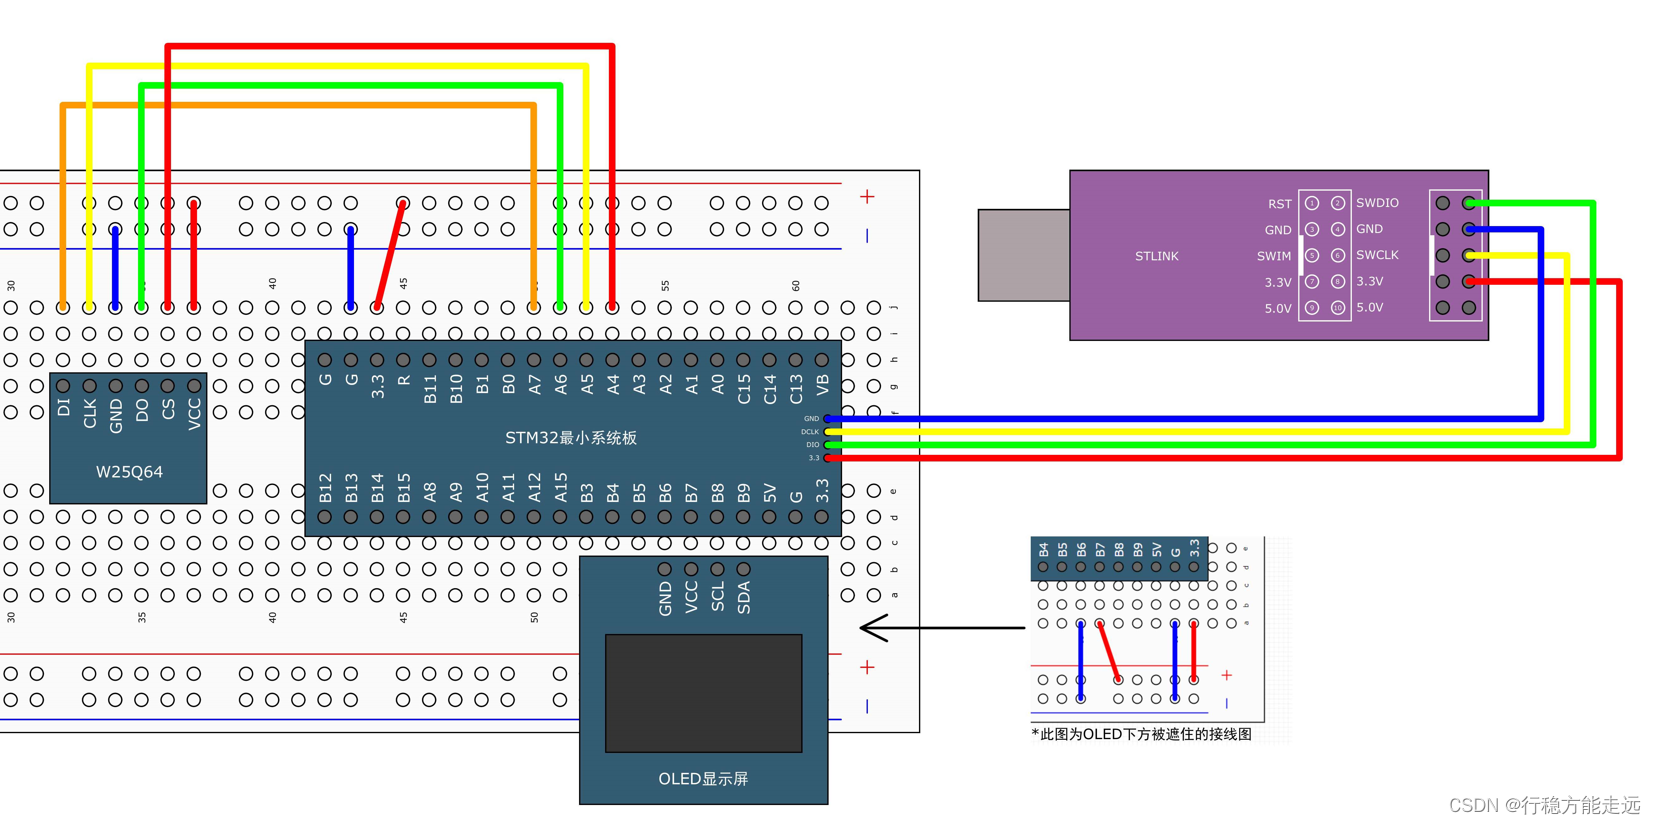 +
—
30
40
45
55
60
j
i
h
g
f
G G 3.3 R B11 B10 B1 B0 A7 A6 A5 A4 A3 A2 A1 A0 C15 C14 C13 VB
DI CLK GND DO CS VCC
W25Q64
STM32最小系统板
GND
DCLK
DIO
3.3
B12 B13 B14 B15 A8 A9 A10 A11 A12 A15 B3 B4 B5 B6 B7 B8 B9 5V G 3.3
e
d
c
b
a
30
35
40
45
50
GND VCC SCL SDA
+
—
OLED显示屏
STLINK
RST 1 2 SWDIO
GND 3 4 GND
SWIM 5 6 SWCLK
3.3V 7 8 3.3V
5.0V 9 10 5.0V
B4 B5 B6 B7 B8 B9 5V G 3.3
e
d
c
b
a
+
—
*此图为OLED下方被遮住的接线图
CSDN @行稳方能走远